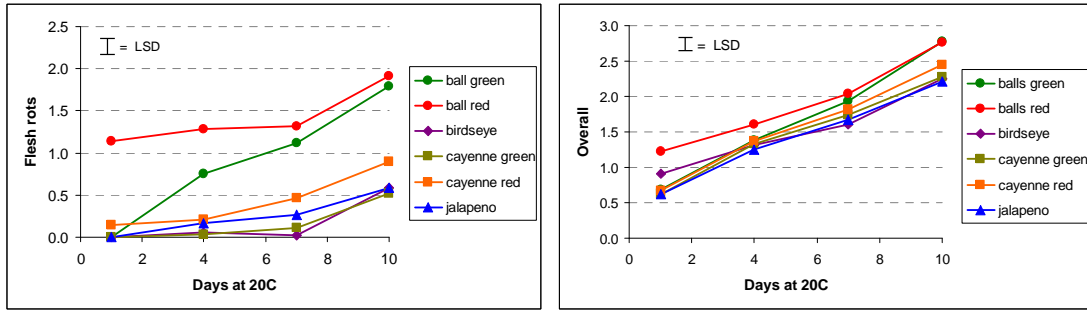 2.5
2.0
1.5
1.0
0.5
0.0
Flesh rots
= LSD
0 2 4 6 8 10
Days at 20C
ball green
ball red
birdseye
cayenne green
cayenne red
jalapeno
3.0
2.5
2.0
1.5
1.0
0.5
0.0
Overall
= LSD
0 2 4 6 8 10
Days at 20C
balls green
balls red
birdseye
cayenne green
cayenne red
jalapeno